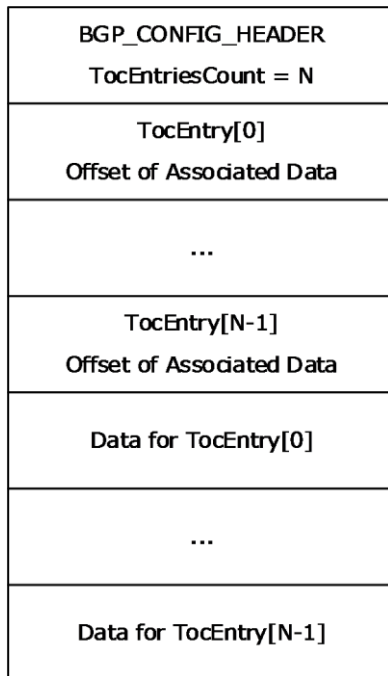 BGP_CONFIG_HEADER
TocEntriesCount = N
TocEntry[0]
Offset of Associated Data
...
TocEntry[N-1]
Offset of Associated Data
Data for TocEntry[0]
...
Data for TocEntry[N-1]